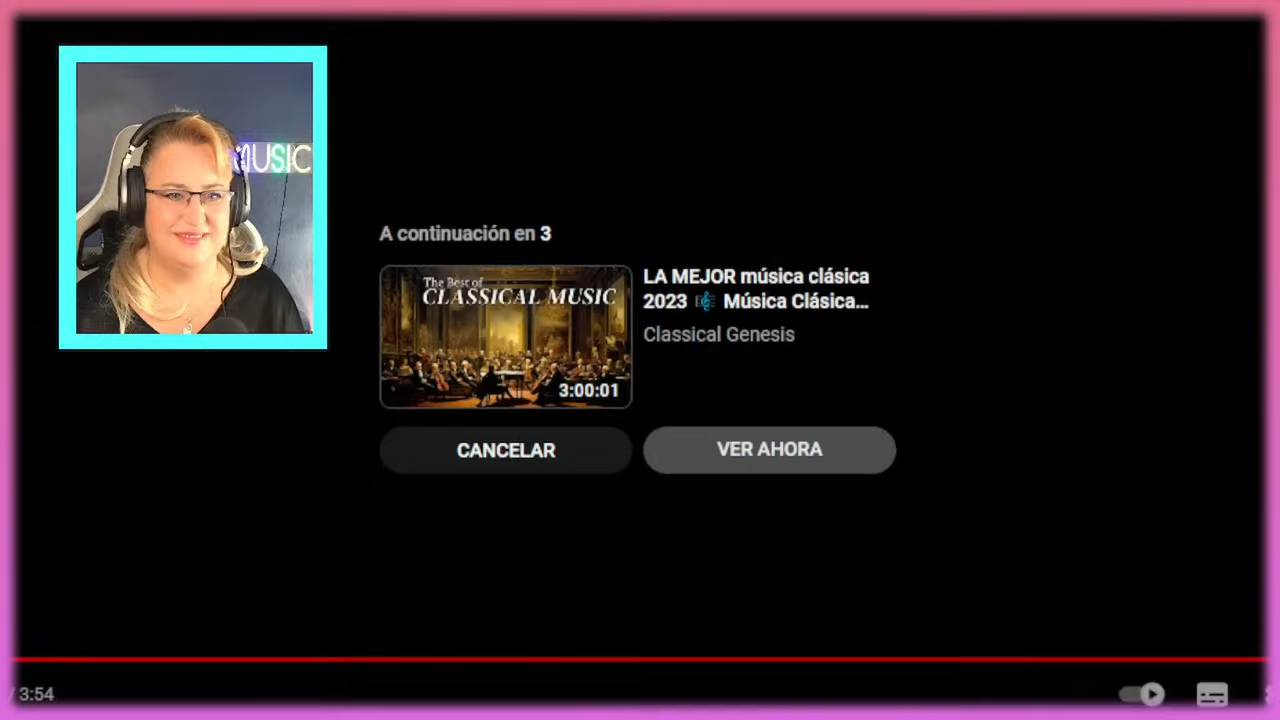 MUSIC
A continuación en 3
The Best of
CLASSICAL MUSIC
3:00:01
LA MEJOR música clásica
2023 🎼 Música Clásica...
Classical Genesis
CANCELAR
VER AHORA
/ 3:54